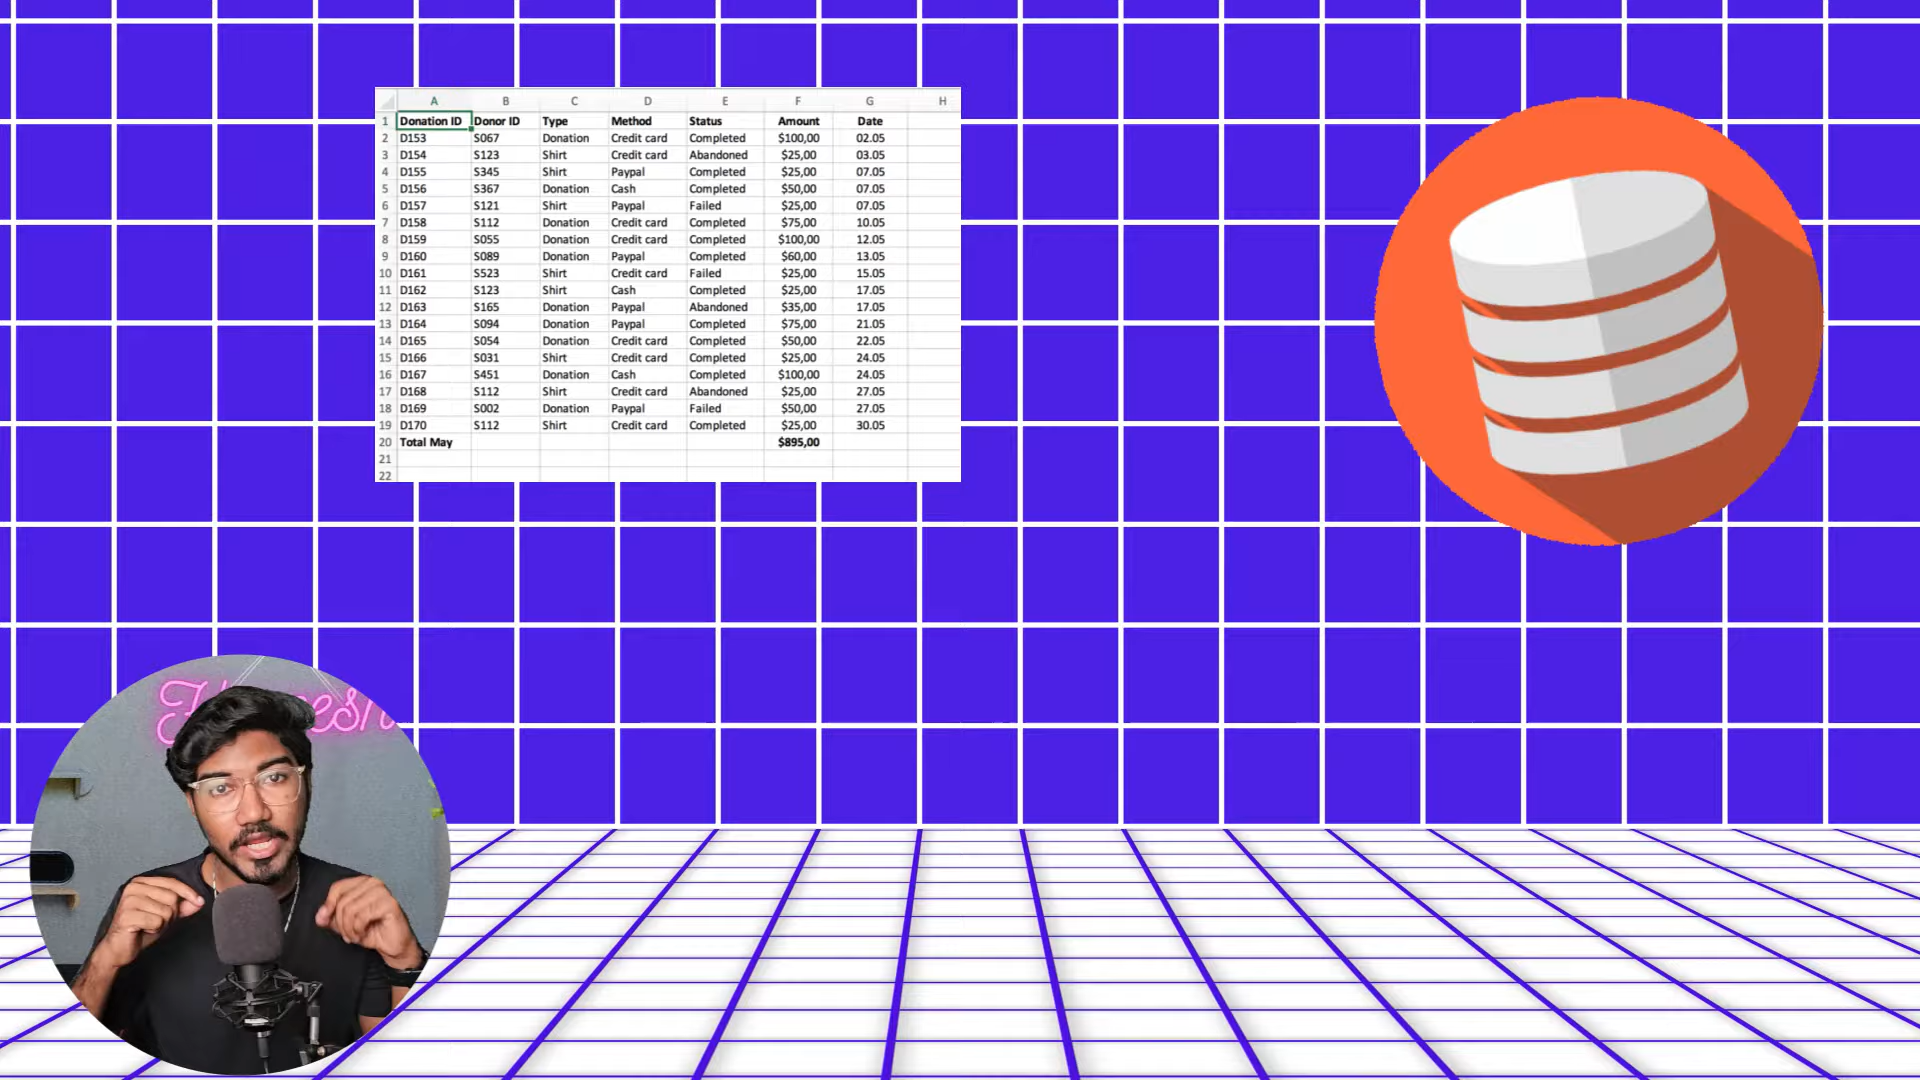 A B C D E F G H
1 Donation ID Donor ID Type Method Status Amount Date
2 D153 S067 Donation Credit card Completed $100,00 02.05
3 D154 S123 Shirt Credit card Abandoned $25,00 03.05
4 D155 S345 Shirt Paypal Completed $25,00 07.05
5 D156 S367 Donation Cash Completed $50,00 07.05
6 D157 S121 Shirt Paypal Failed $25,00 07.05
7 D158 S112 Donation Credit card Completed $75,00 10.05
8 D159 S055 Donation Credit card Completed $100,00 12.05
9 D160 S089 Donation Paypal Completed $60,00 13.05
10 D161 S523 Shirt Credit card Failed $25,00 15.05
11 D162 S123 Shirt Cash Completed $25,00 17.05
12 D163 S165 Donation Paypal Abandoned $35,00 17.05
13 D164 S094 Donation Paypal Completed $75,00 21.05
14 D165 S054 Donation Credit card Completed $50,00 22.05
15 D166 S031 Shirt Credit card Completed $25,00 24.05
16 D167 S451 Donation Cash Completed $100,00 24.05
17 D168 S112 Shirt Credit card Abandoned $25,00 27.05
18 D169 S002 Donation Paypal Failed $50,00 27.05
19 D170 S112 Shirt Credit card Completed $25,00 30.05
20 Total May $895,00
21
22